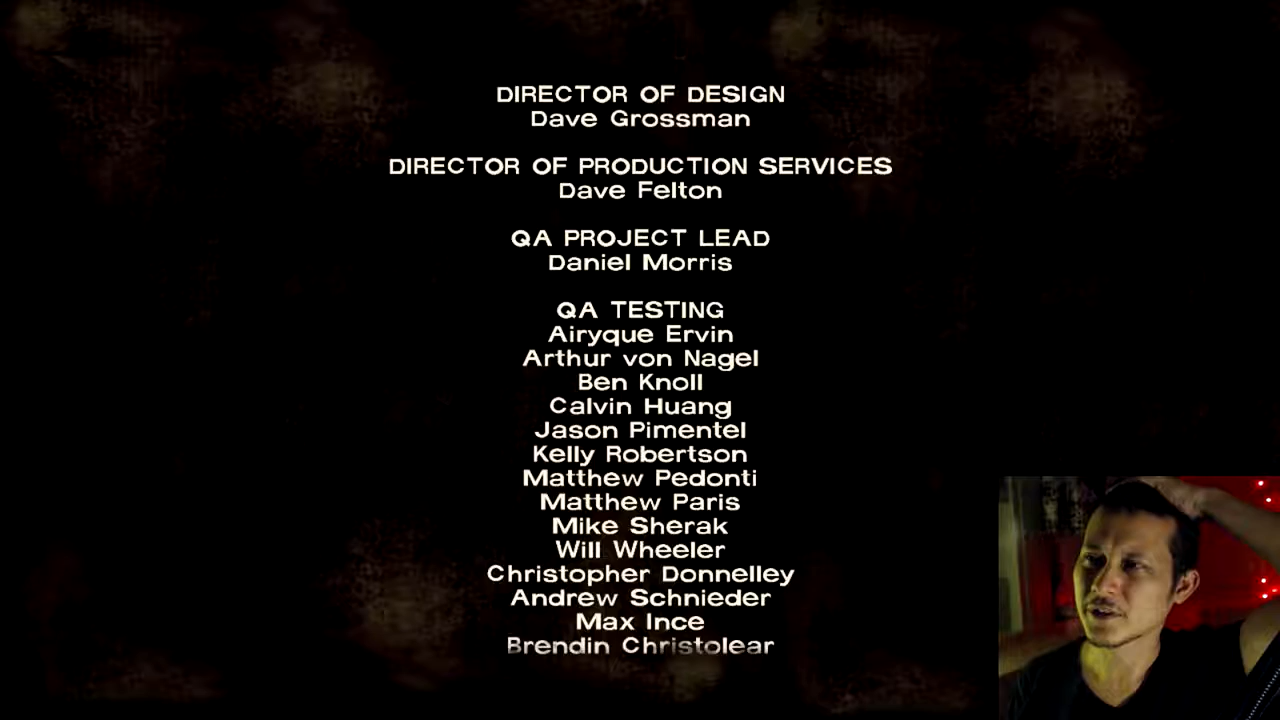 DIRECTOR OF DESIGN
Dave Grossman
DIRECTOR OF PRODUCTION SERVICES
Dave Felton
QA PROJECT LEAD
Daniel Morris
QA TESTING
Airyque Ervin
Arthur von Nagel
Ben Knoll
Calvin Huang
Jason Pimentel
Kelly Robertson
Matthew Pedonti
Matthew Paris
Mike Sherak
Will Wheeler
Christopher Donnelley
Andrew Schnieder
Max Ince
Brendin Christolear